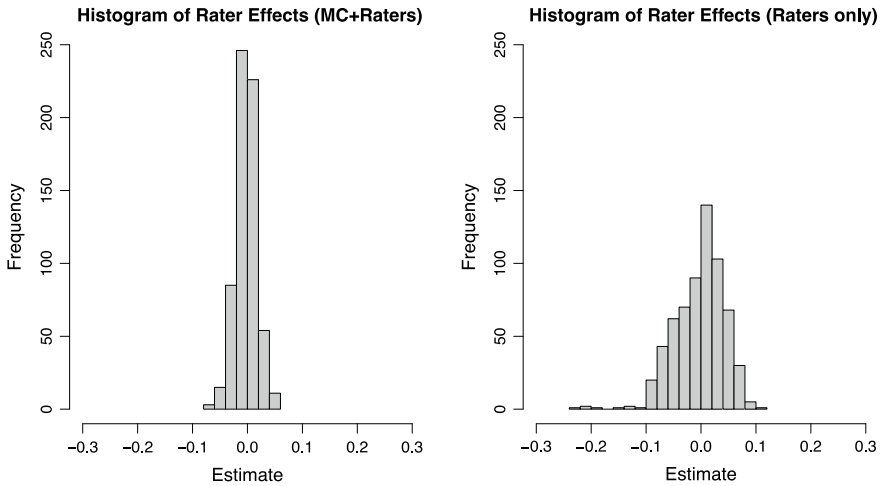 Histogram of Rater Effects (MC+Raters)
Frequency
250
200
150
100
50
0
−0.3 −0.2 −0.1 0.0 0.1 0.2 0.3
Estimate
Histogram of Rater Effects (Raters only)
Frequency
250
200
150
100
50
0
−0.3 −0.2 −0.1 0.0 0.1 0.2 0.3
Estimate